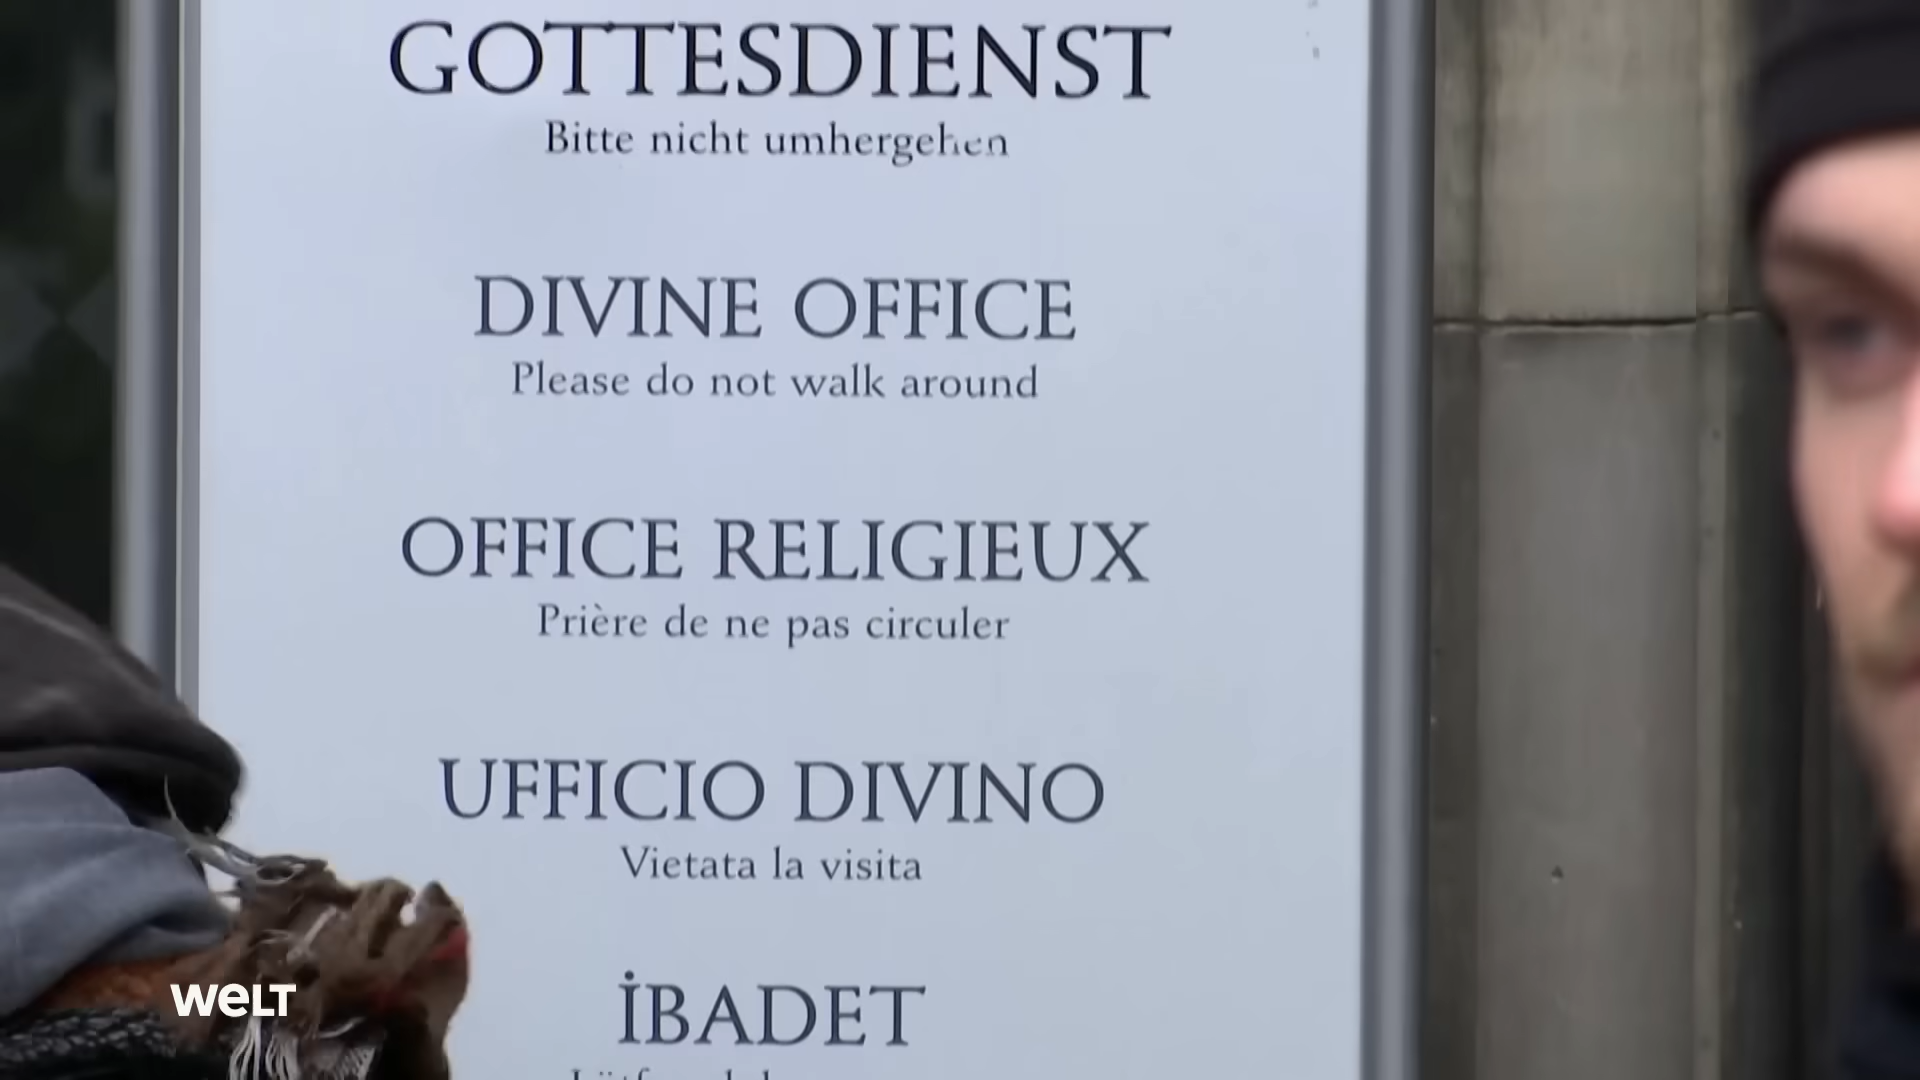 GOTTESDIENST
Bitte nicht umhergehen
DIVINE OFFICE
Please do not walk around
OFFICE RELIGIEUX
Prière de ne pas circuler
UFFICIO DIVINO
Vietata la visita
İBADET
welt